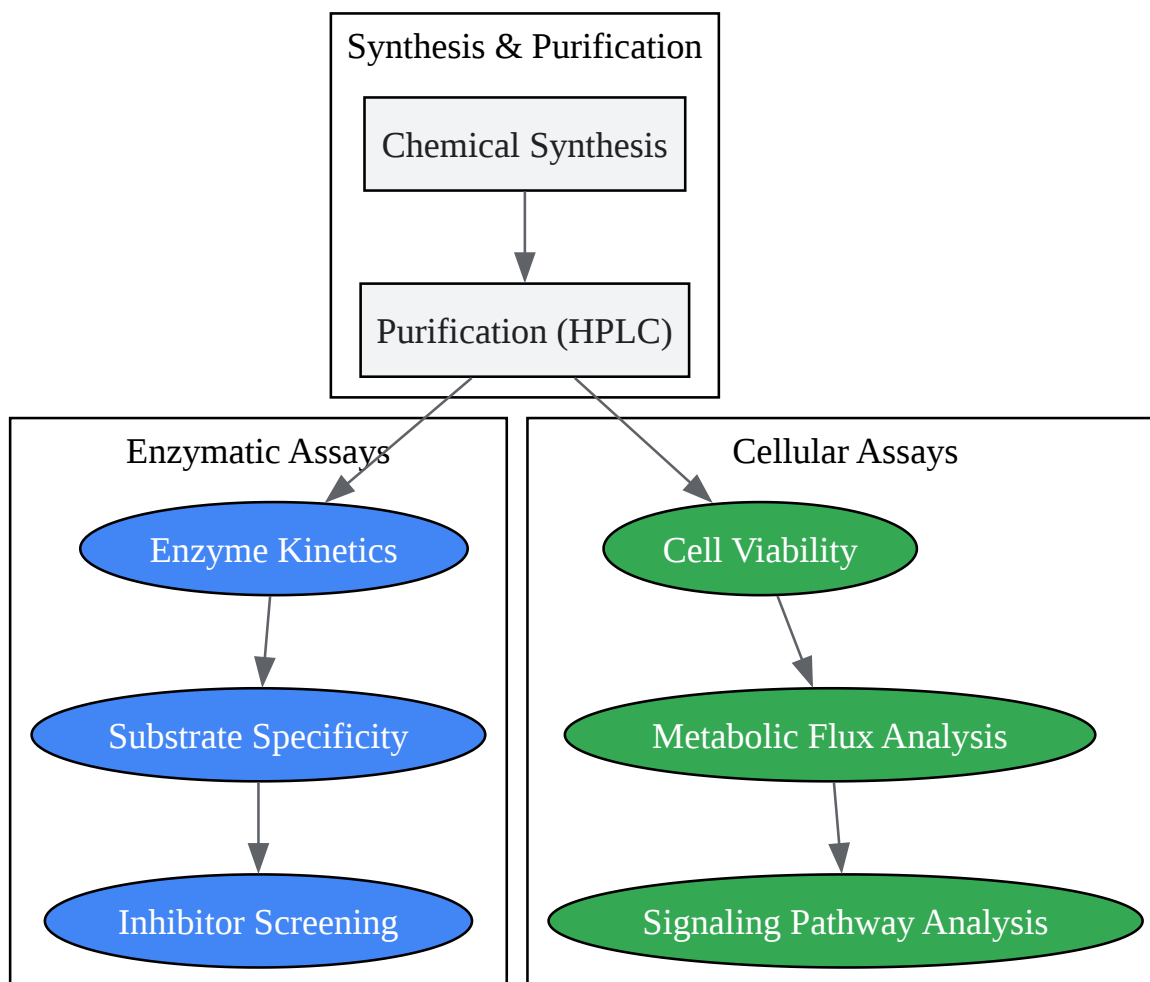 Synthesis & Purification
Chemical Synthesis
Purification (HPLC)
Enzymatic Assays
Cellular Assays
Enzyme Kinetics
Cell Viability
Substrate Specificity
Metabolic Flux Analysis
Inhibitor Screening
Signaling Pathway Analysis